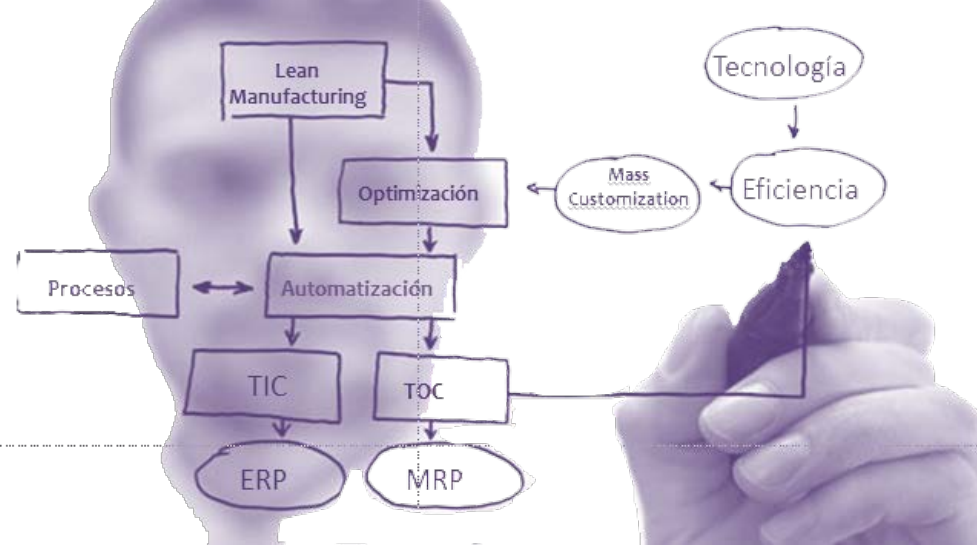 Lean
Manufacturing
Tecnología
Optimización
Mass
Customization
Eficiencia
Procesos
Automatización
TIC
TOC
ERP
MRP